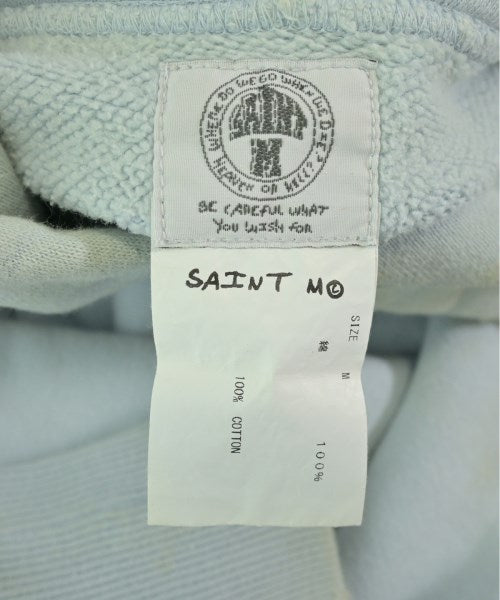 WHERE DO WE GO WHEN WE DIE?
HEAVEN OR HELL?
SAINT
M
BE CAREFUL WHAT
YOU WISH FOR
SAINT M
SIZE M
綿 100%
100% COTTON